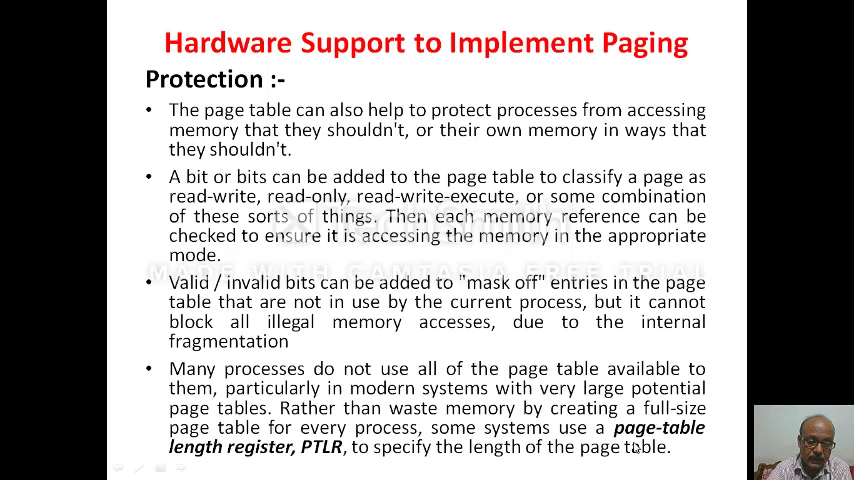 Hardware Support to Implement Paging
Protection :-
• The page table can also help to protect processes from accessing
memory that they shouldn't, or their own memory in ways that
they shouldn't.
• A bit or bits can be added to the page table to classify a page as
read-write, read-only, read-write-execute, or some combination
of these sorts of things. Then each memory reference can be
checked to ensure it is accessing the memory in the appropriate
mode.
MADE WITH CAMTASIA FREE TRIAL
• Valid / invalid bits can be added to "mask off" entries in the page
table that are not in use by the current process, but it cannot
block all illegal memory accesses, due to the internal
fragmentation
• Many processes do not use all of the page table available to
them, particularly in modern systems with very large potential
page tables. Rather than waste memory by creating a full-size
page table for every process, some systems use a page-table
length register, PTLR, to specify the length of the page table.